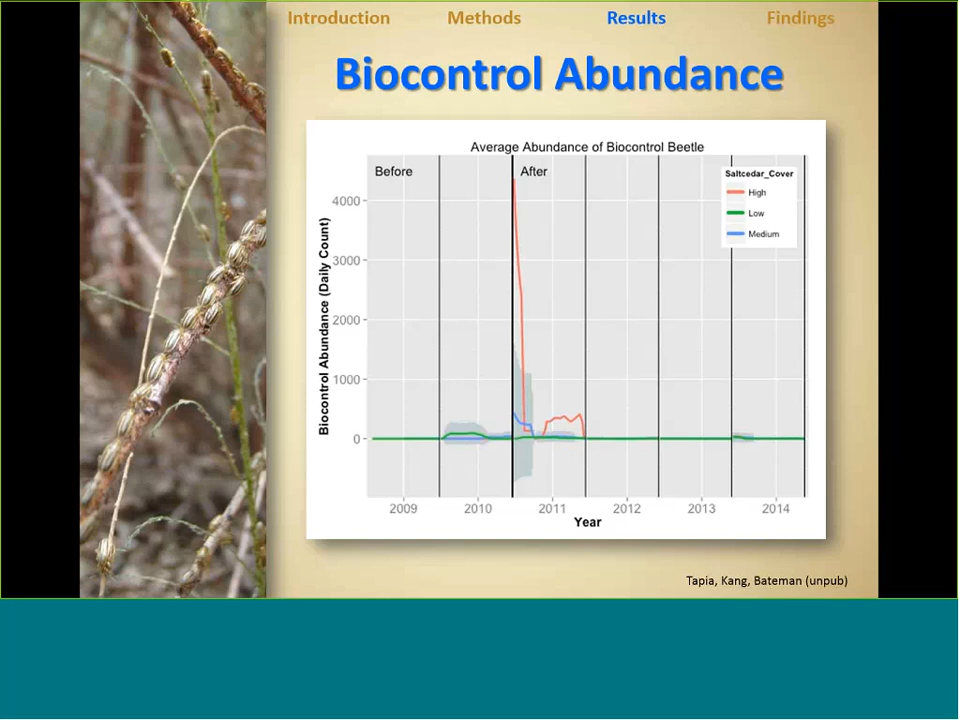 Introduction Methods Results Findings
Biocontrol Abundance
Average Abundance of Biocontrol Beetle
Before After
Saltcedar_Cover
High
Low
Medium
Biocontrol Abundance (Daily Count)
4000
3000
2000
1000
0
2009 2010 2011 2012 2013 2014
Year
Tapia, Kang, Bateman (unpub)